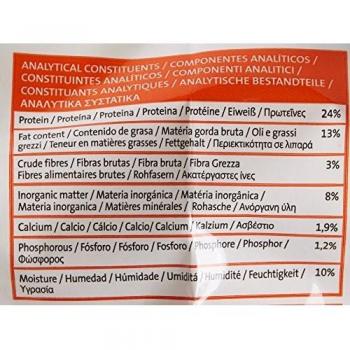 ANALYTICAL CONSTITUENTS / COMPONENTES ANALÍTICOS /
CONSTITUINTES ANALÍTICOS / COMPONENTI ANALITICI /
CONSTITUANTS ANALYTIQUES / ANALYTISCHE BESTANDTEILE /
ΑΝΑΛΥΤΙΚΑ ΣΥΣΤΑΤΙΚΑ
Protein / Proteína / Proteina / Proteina / Protéine / Eiweiß / Πρωτεΐνες 24%
Fat content / Contenido de grasa / Matéria gorda bruta / Oli e grassi
grezzi / Teneur en matières grasses / Fettgehalt / Περιεκτικότητα σε λιπαρά 13%
Crude fibres / Fibras brutas / Fibra bruta / Fibra Grezza
Fibres alimentaires brutes / Rohfasern / Ακατέργαστες ίνες 3%
Inorganic matter / Materia inorgánica / Matéria inorgânica /
Materia inorganica / Matières minérales / Rohasche / Ανόργανη ύλη 8%
Calcium / Calcio / Cálcio / Calcio / Calcium / Kalzium / Ασβέστιο 1,9%
Phosphorous / Fósforo / Fósforo / Fosforo / Phosphore / Phosphor /
Φώσφορος 1,2%
Moisture / Humedad / Húmidade / Umiditá / Humidité / Feuchtigkeit /
Υγρασία 10%